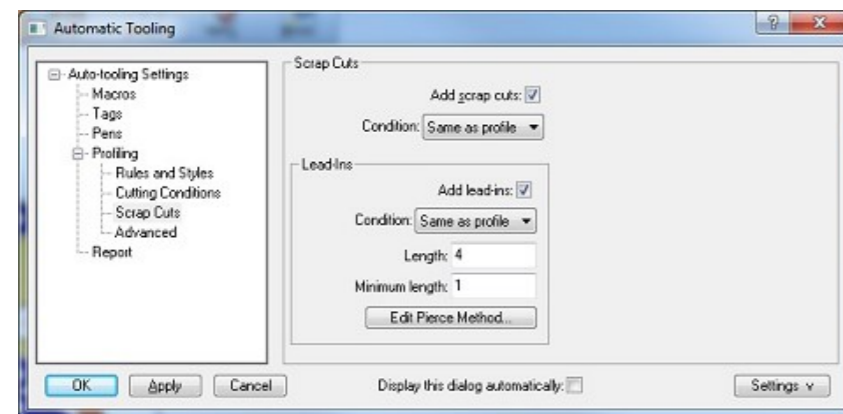 Automatic Tooling
Auto-tooling Settings
Macros
Tags
Pens
Profiling
Rules and Styles
Cutting Conditions
Scrap Cuts
Advanced
Report
Scrap Cuts
Add scrap cuts:
Condition: Same as profile
Lead-Ins
Add lead-ins:
Condition: Same as profile
Length: 4
Minimum length: 1
Edit Pierce Method...
OK Apply Cancel Display this dialog automatically: Settings v